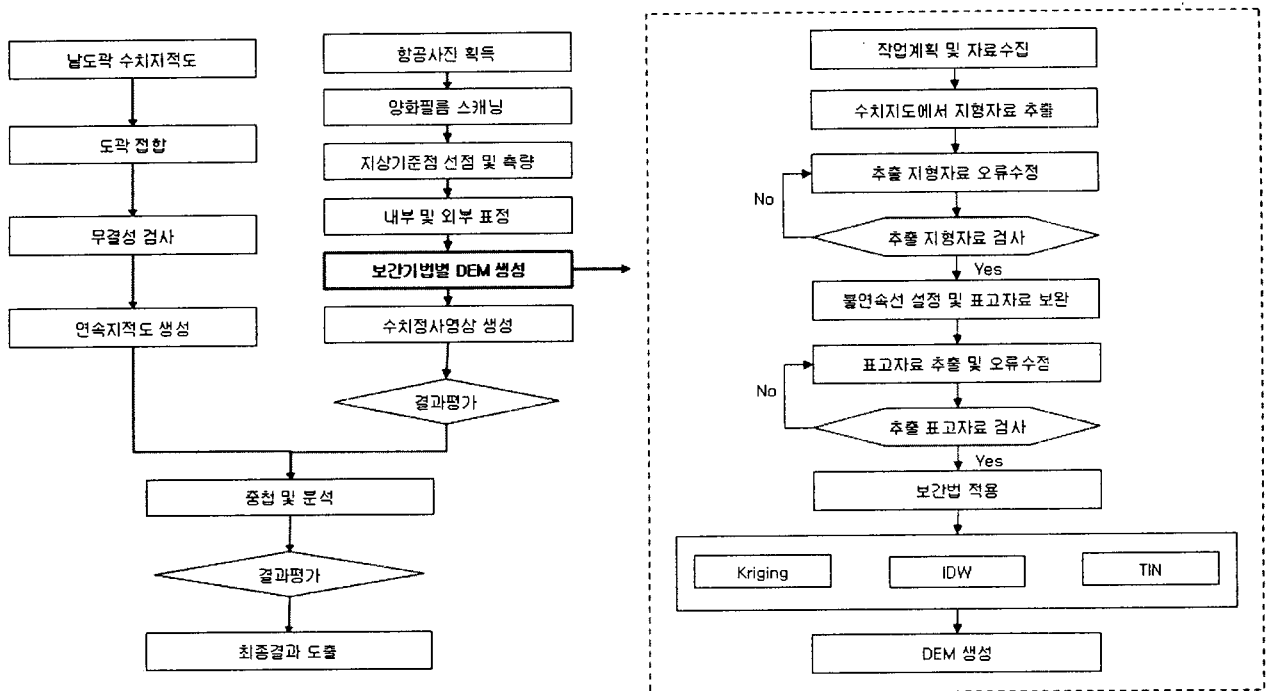 낱도곽 수치지적도
도곽 접합
무결성 검사
연속지적도 생성
항공사진 획득
양화필름 스캐닝
지상기준점 선점 및 측량
내부 및 외부 표정
보간기법별 DEM 생성
수치정사영상 생성
결과평가
중첩 및 분석
결과평가
최종결과 도출
작업계획 및 자료수집
수치지도에서 지형자료 추출
추출 지형자료 오류수정
No
추출 지형자료 검사
Yes
불연속선 설정 및 표고자료 보완
표고자료 추출 및 오류수정
No
추출 표고자료 검사
Yes
보간법 적용
Kriging
IDW
TIN
DEM 생성